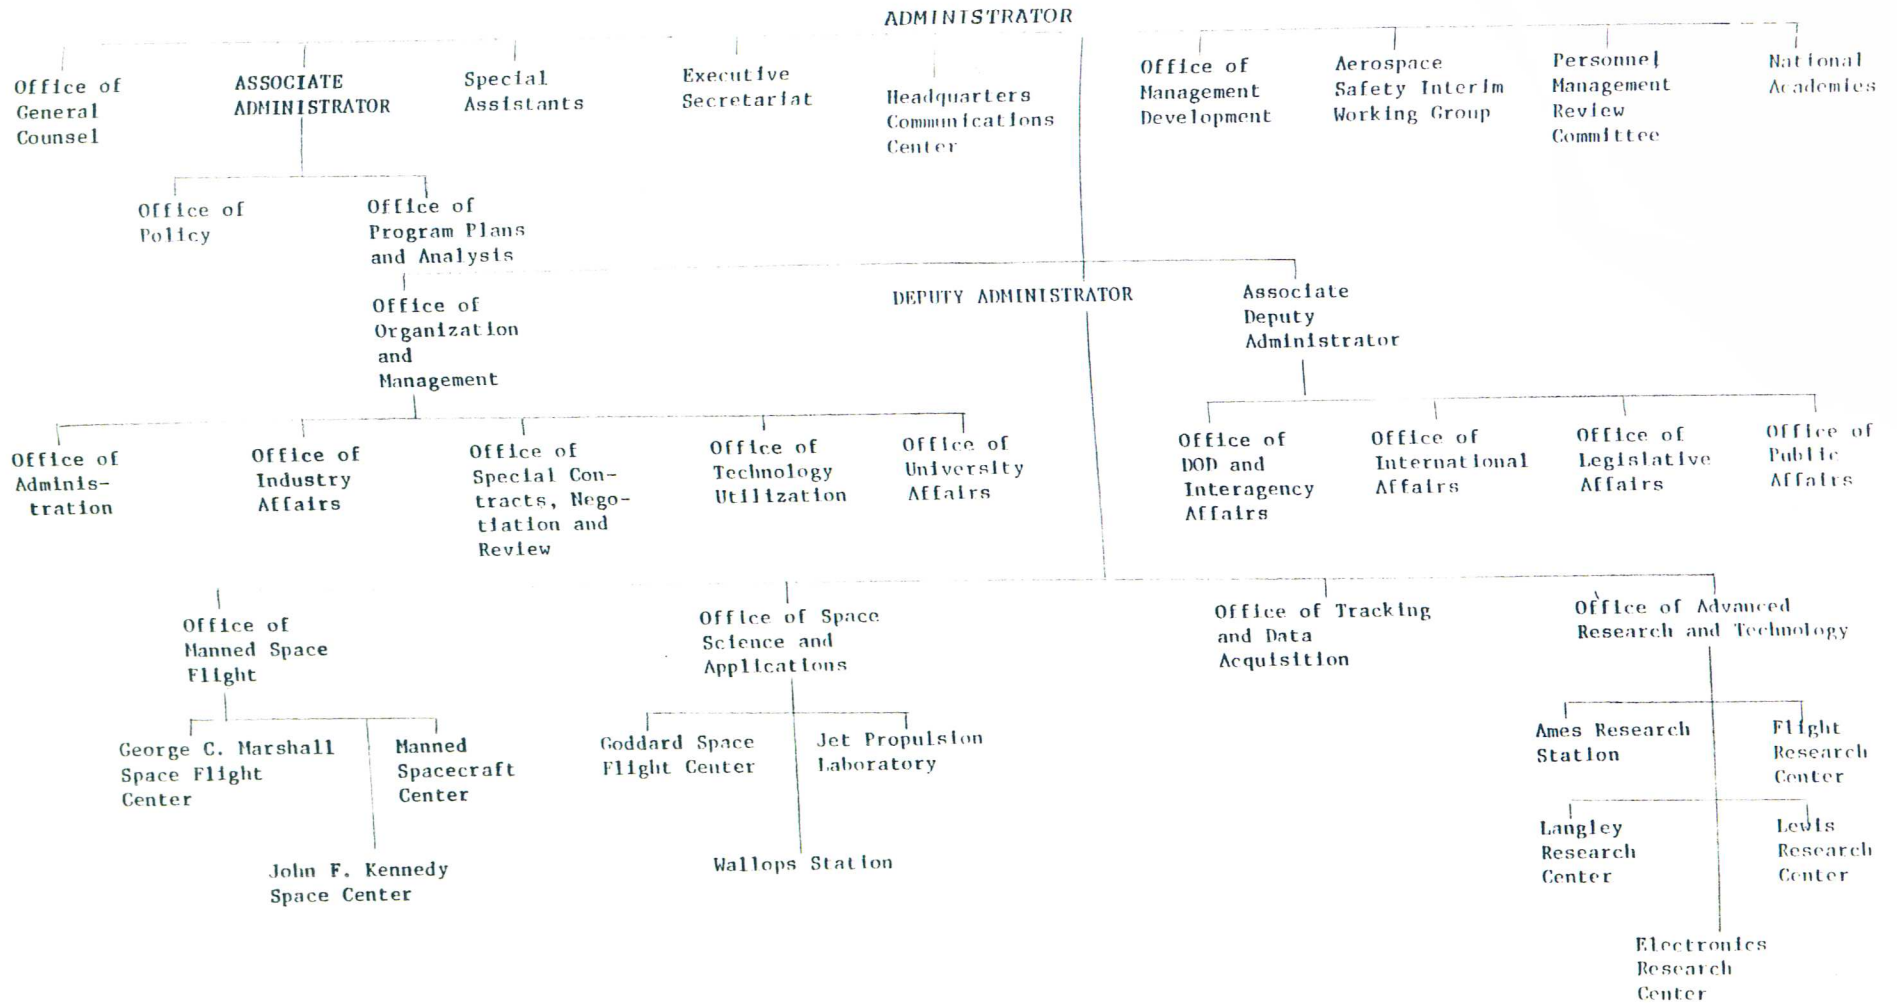 ADMINISTRATOR
Office of
General
Counsel
ASSOCIATE
ADMINISTRATOR
Special
Assistants
Executive
Secretariat
Headquarters
Communications
Center
Office of
Management
Development
Aerospace
Safety Interim
Working Group
Personnel
Management
Review
Committee
National
Academies
Office of
Policy
Office of
Program Plans
and Analysis
Office of
Organization
and
Management
DEPUTY ADMINISTRATOR
Associate
Deputy
Administrator
Office of
Adminis-
tration
Office of
Industry
Affairs
Office of
Special Con-
tracts, Nego-
tiation and
Review
Office of
Technology
Utilization
Office of
University
Affairs
Office of
DOD and
Interagency
Affairs
Office of
International
Affairs
Office of
Legislative
Affairs
Office of
Public
Affairs
Office of
Manned Space
Flight
Office of Space
Science and
Applications
Office of Tracking
and Data
Acquisition
Office of Advanced
Research and Technology
George C. Marshall
Space Flight
Center
Manned
Spacecraft
Center
John F. Kennedy
Space Center
Goddard Space
Flight Center
Jet Propulsion
Laboratory
Wallops Station
Ames Research
Station
Flight
Research
Center
Langley
Research
Center
Lewis
Research
Center
Electronics
Research
Center